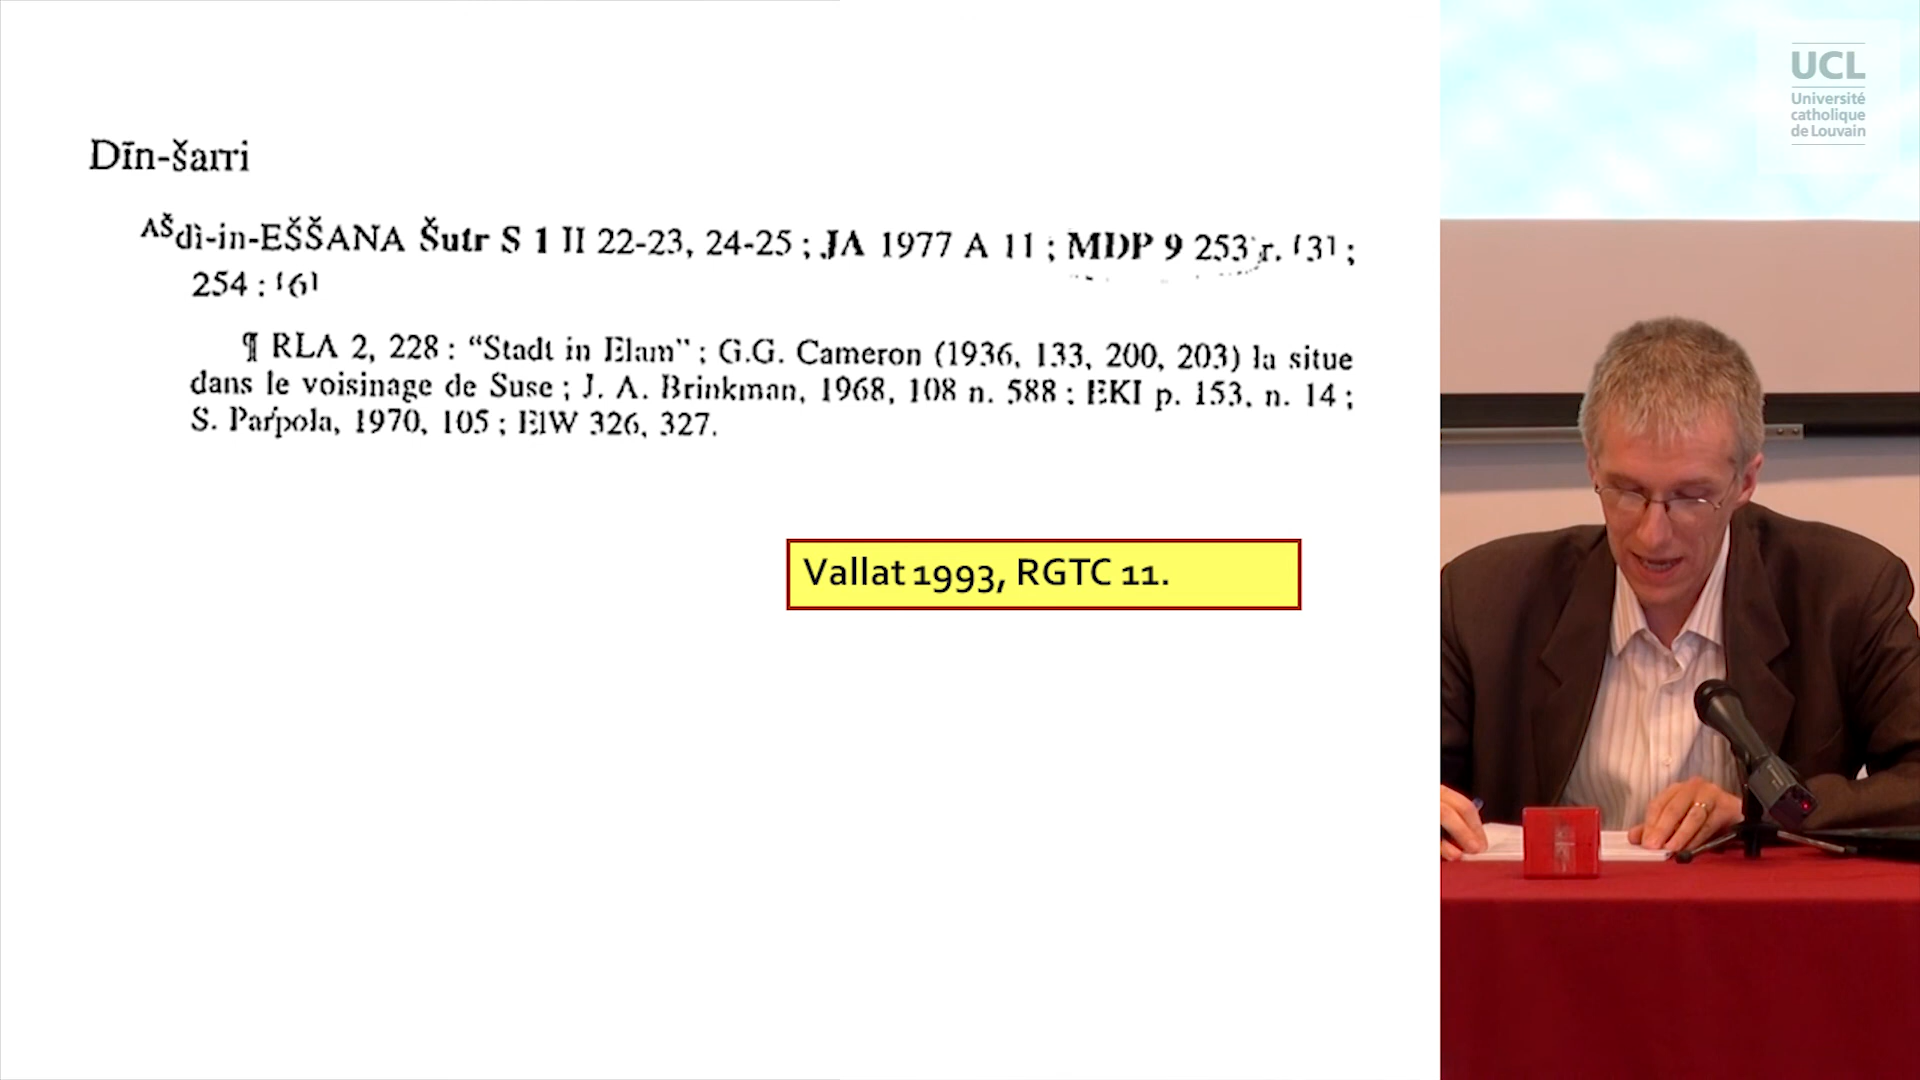 Dīn-šarri
AŠdì-in-EŠŠANA Šutr S 1 II 22-23, 24-25 ; JA 1977 A 11 ; MDP 9 253 r. ⸢3⸣ ;
254 : ⸢6⸣
¶ RLA 2, 228 : “Stadt in Elam” ; G.G. Cameron (1936, 133, 200, 203) la situe
dans le voisinage de Suse ; J. A. Brinkman, 1968, 108 n. 588 ; EKI p. 153, n. 14 ;
S. Parpola, 1970, 105 ; ElW 326, 327.
Vallat 1993, RGTC 11.
UCL
Université
catholique
de Louvain